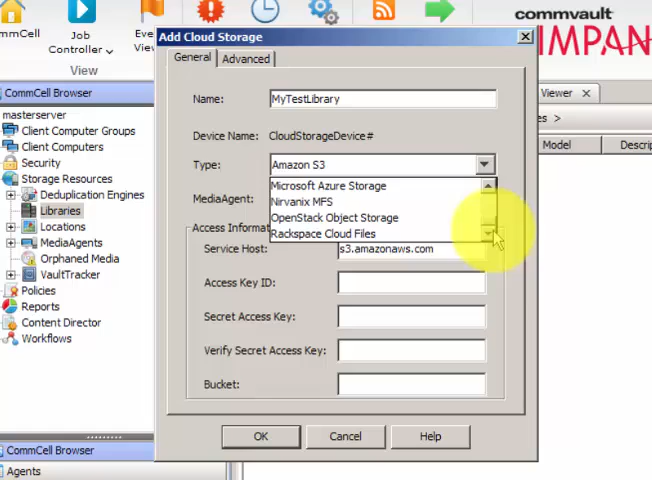 mmCell
Job
Controller
Eve
View
View
commvault
IMPAN
Add Cloud Storage
General
Advanced
CommCell Browser
masterserver
Client Computer Groups
Client Computers
Security
Storage Resources
Deduplication Engines
Libraries
Locations
MediaAgents
Orphaned Media
VaultTracker
Policies
Reports
Content Director
Workflows
CommCell Browser
Agents
Name:
MyTestLibrary
Device Name:
CloudStorageDevice#
Type:
Amazon S3
Microsoft Azure Storage
Nirvanix MFS
OpenStack Object Storage
Rackspace Cloud Files
MediaAgent:
Access Informat
Service Host:
s3.amazonaws.com
Access Key ID:
Secret Access Key:
Verify Secret Access Key:
Bucket:
OK
Cancel
Help
Viewer
es >
Model
Descrip